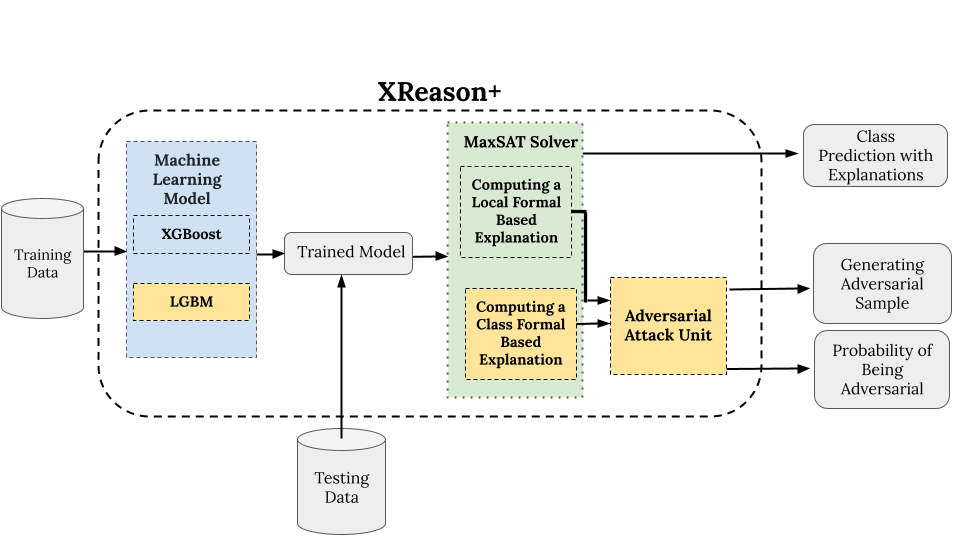 XReason+
Training
Data
Machine
Learning
Model
XGBoost
LGBM
Trained Model
Testing
Data
MaxSAT Solver
Computing a
Local Formal
Based
Explanation
Computing a
Class Formal
Based
Explanation
Adversarial
Attack Unit
Class
Prediction with
Explanations
Generating
Adversarial
Sample
Probability of
Being
Adversarial